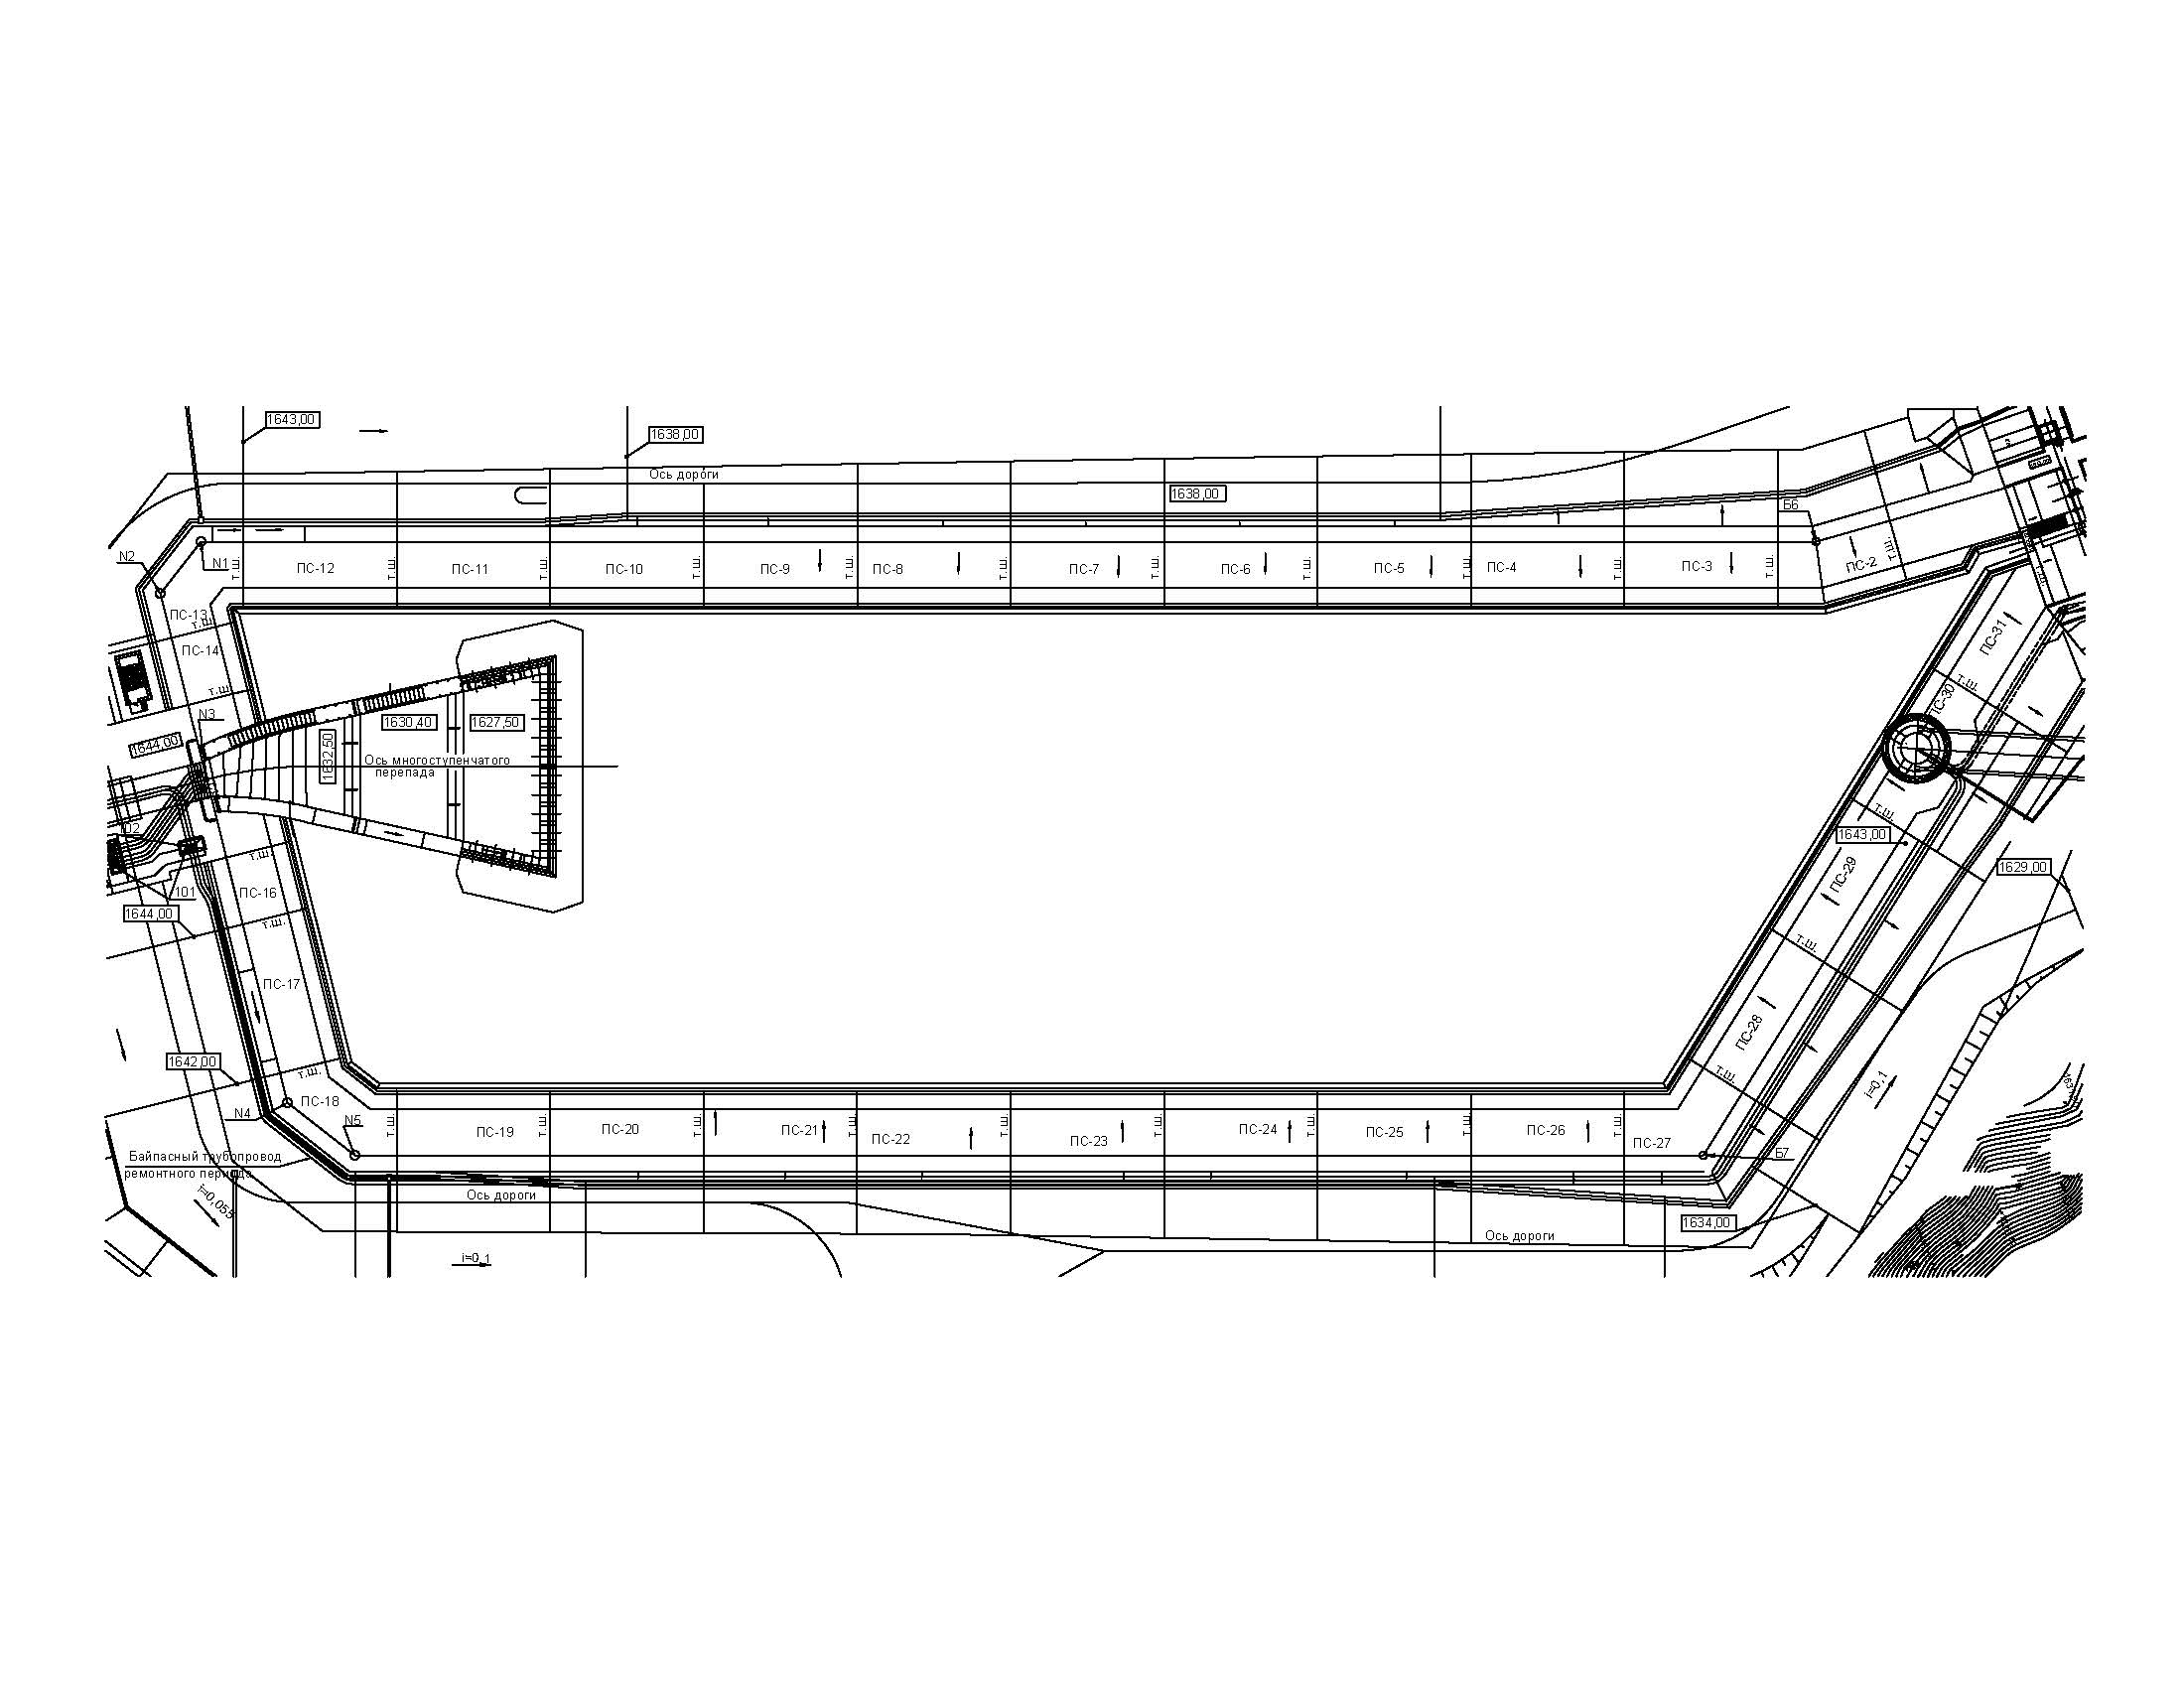 1643,00
1638,00
Ось дороги
1638,00
Б6
N2
N1
т.ш.
ПС-12
т.ш.
ПС-11
т.ш.
ПС-10
т.ш.
ПС-9
т.ш.
ПС-8
т.ш.
ПС-7
т.ш.
ПС-6
т.ш.
ПС-5
т.ш.
ПС-4
т.ш.
ПС-3
т.ш.
ПС-2
т.ш.
т.ш.
ПС-13
т.ш.
ПС-14
т.ш.
ПС-31
т.ш.
ПС-30
N3
1644,00
1630,40
1627,50
1632,50
Ось многоступенчатого
перепада
102
т.ш.
101
ПС-16
1644,00
т.ш.
т.ш.
1643,00
ПС-29
1629,00
т.ш.
ПС-17
ПС-28
1642,00
т.ш.
т.ш.
i=0,1
N4
ПС-18
N5
т.ш.
ПС-19
т.ш.
ПС-20
т.ш.
ПС-21
т.ш.
ПС-22
т.ш.
ПС-23
т.ш.
ПС-24
т.ш.
ПС-25
т.ш.
ПС-26
т.ш.
ПС-27
Б7
Байпасный трубопровод
ремонтного периода
i=0,055
Ось дороги
1634,00
Ось дороги
i=0,1